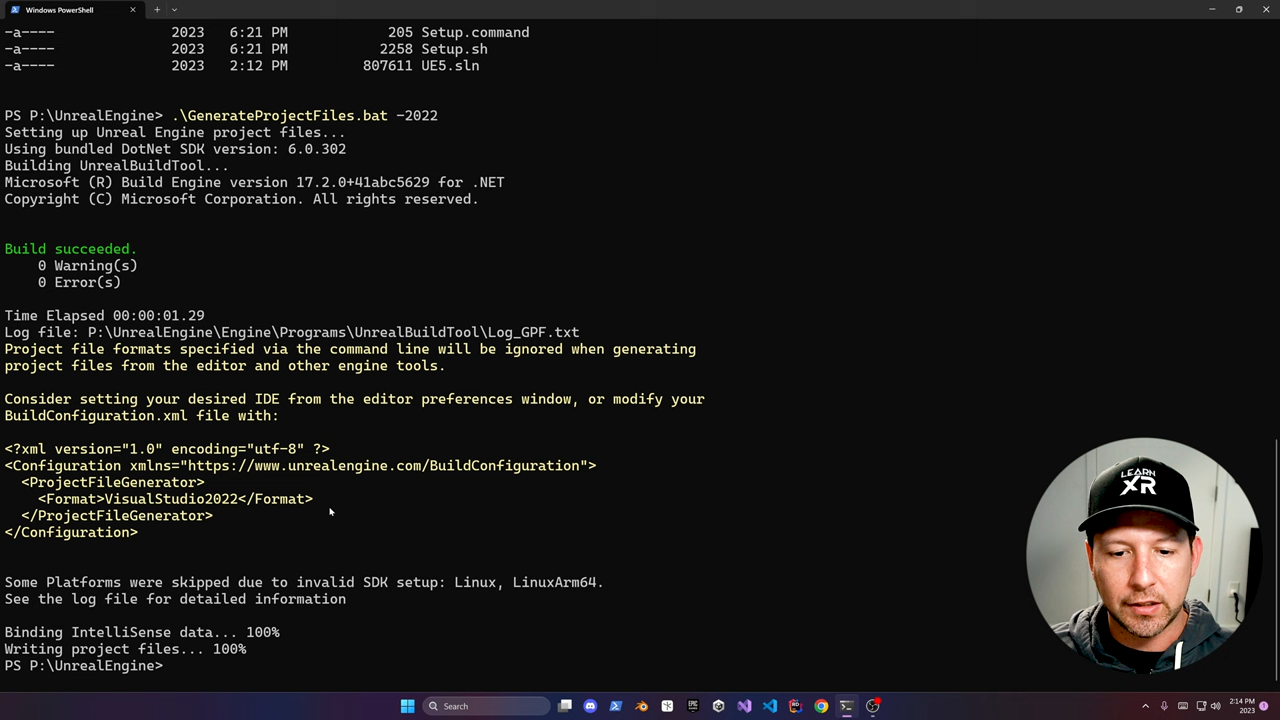 Windows PowerShell
-a---- 2023 6:21 PM 205 Setup.command
-a---- 2023 6:21 PM 2258 Setup.sh
-a---- 2023 2:12 PM 807611 UE5.sln
PS P:\UnrealEngine> .\GenerateProjectFiles.bat -2022
Setting up Unreal Engine project files...
Using bundled DotNet SDK version: 6.0.302
Building UnrealBuildTool...
Microsoft (R) Build Engine version 17.2.0+41abc5629 for .NET
Copyright (C) Microsoft Corporation. All rights reserved.
Build succeeded.
0 Warning(s)
0 Error(s)
Time Elapsed 00:00:01.29
Log file: P:\UnrealEngine\Engine\Programs\UnrealBuildTool\Log_GPF.txt
Project file formats specified via the command line will be ignored when generating
project files from the editor and other engine tools.
Consider setting your desired IDE from the editor preferences window, or modify your
BuildConfiguration.xml file with:
<?xml version="1.0" encoding="utf-8" ?>
<Configuration xmlns="https://www.unrealengine.com/BuildConfiguration">
<ProjectFileGenerator>
<Format>VisualStudio2022</Format>
</ProjectFileGenerator>
</Configuration>
Some Platforms were skipped due to invalid SDK setup: Linux, LinuxArm64.
See the log file for detailed information
Binding IntelliSense data... 100%
Writing project files... 100%
PS P:\UnrealEngine>
LEARN
XR
Search
2:14 PM
2023